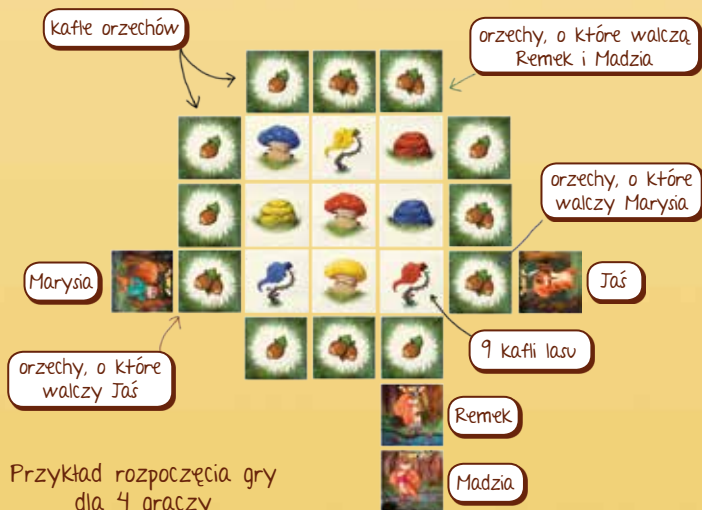 kafle orzechów
orzechy, o które walczą
Remek i Madzia
orzechy, o które
walczy Marysia
Marysia
Jaś
orzechy, o które
walczy Jaś
9 kafli lasu
Remek
Madzia
Przykład rozpoczęcia gry
dla 4 graczy